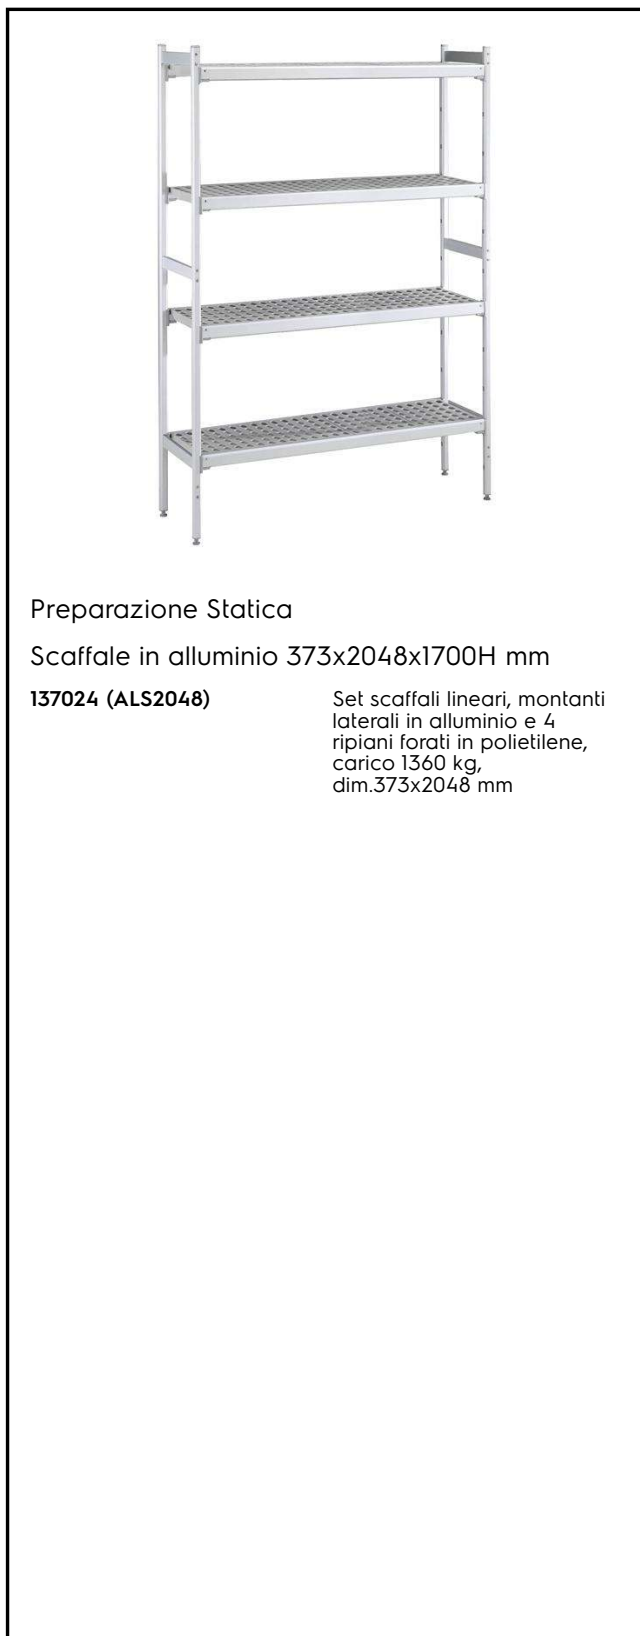 Preparazione Statica
Scaffale in alluminio 373x2048x1700H mm
137024 (ALS2048)
Set scaffali lineari, montanti
laterali in alluminio e 4
ripiani forati in polietilene,
carico 1360 kg,
dim.373x2048 mm